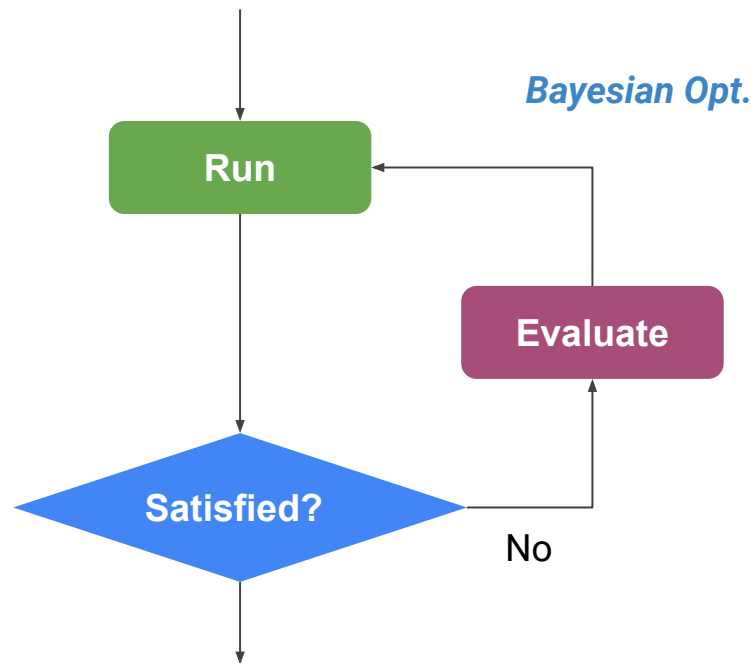 Bayesian Opt.
Run
Evaluate
Satisfied?
No